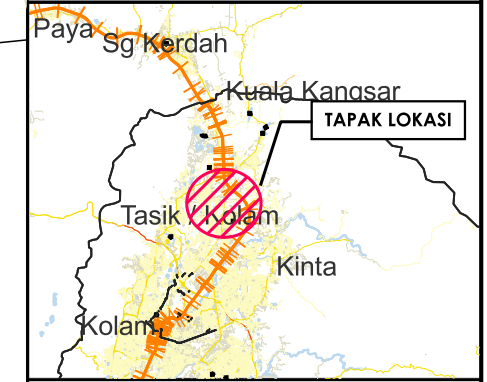 Paya
Sg Kerdah
Kuala Kangsar
TAPAK LOKASI
Tasik / Kolam
Kinta
Kolam